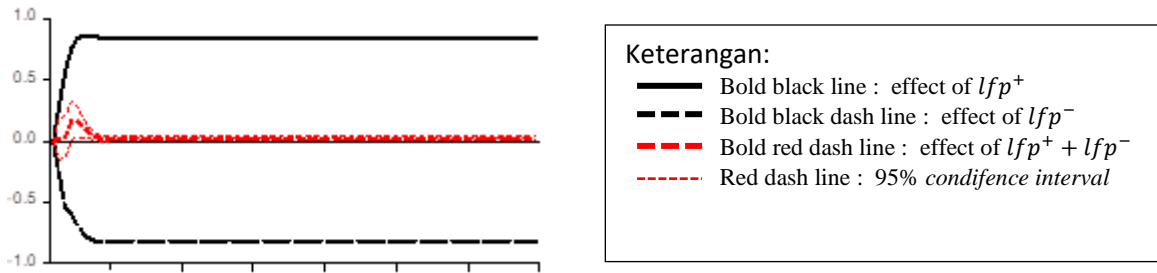 1.0
0.5
0.0
-0.5
-1.0
Keterangan:
Bold black line : effect of lfp⁺
Bold black dash line : effect of lfp⁻
Bold red dash line : effect of lfp⁺ + lfp⁻
Red dash line : 95% condifence interval